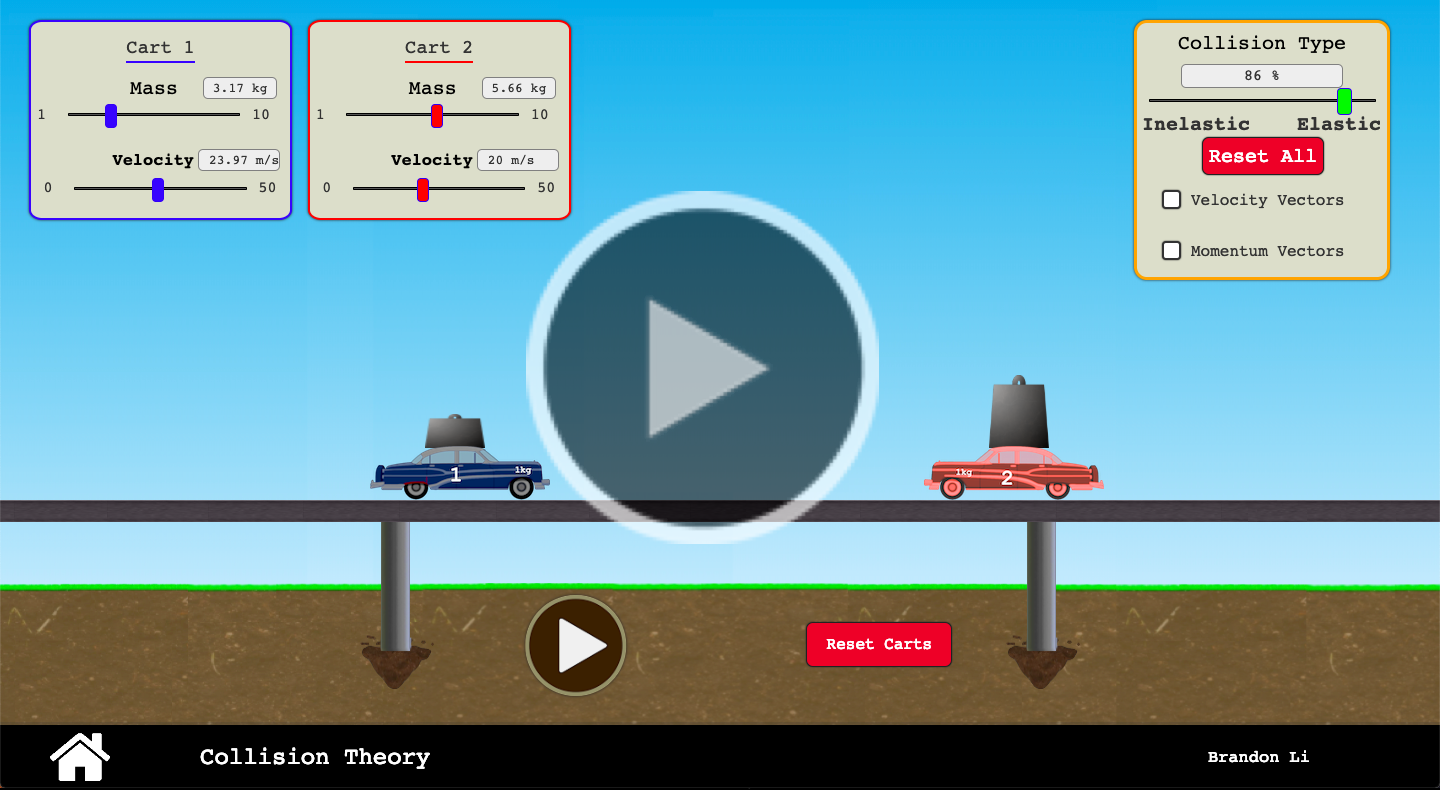 Cart 1
Mass 3.17 kg
1 10
Velocity 23.97 m/s
0 50
Cart 2
Mass 5.66 kg
1 10
Velocity 20 m/s
0 50
Collision Type
86 %
Inelastic Elastic
Reset All
Velocity Vectors
Momentum Vectors
1 1kg
1kg 2
Reset Carts
Collision Theory
Brandon Li